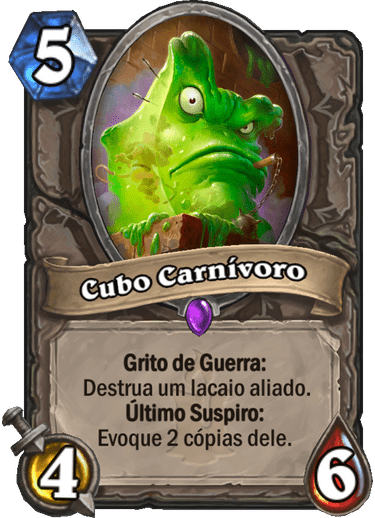 5
Cubo Carnívoro
Grito de Guerra:
Destrua um lacaio aliado.
Último Suspiro:
Evoque 2 cópias dele.
4
6